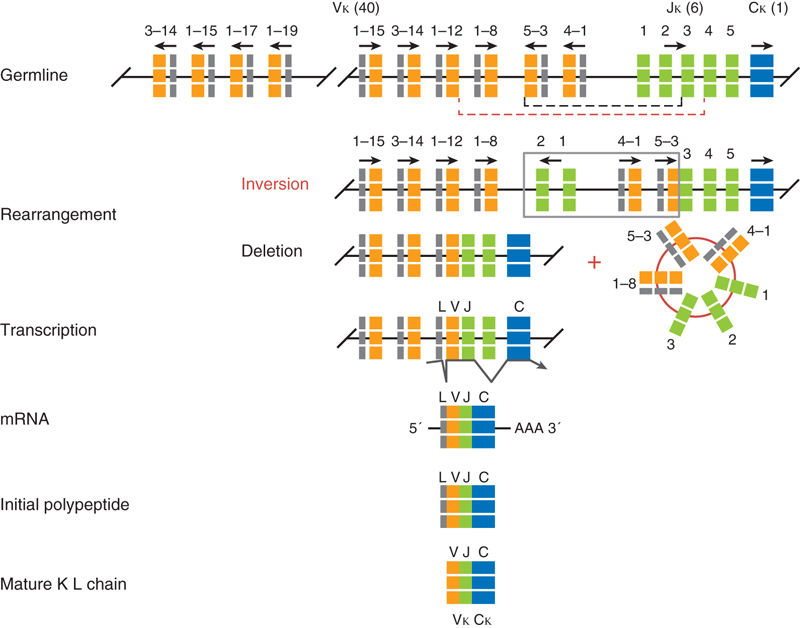 Vκ (40) Jκ (6) Cκ (1)
3–14 1–15 1–17 1–19 1–15 3–14 1–12 1–8 5–3 4–1 1 2 3 4 5
Germline
1–15 3–14 1–12 1–8 2 1 4–1 5–3 3 4 5
Inversion
Rearrangement
Deletion
+
5–3 4–1
1–8 1
3 2
L V J C
Transcription
L V J C
mRNA
5´ AAA 3´
L V J C
Initial polypeptide
V J C
Mature K L chain
Vκ Cκ